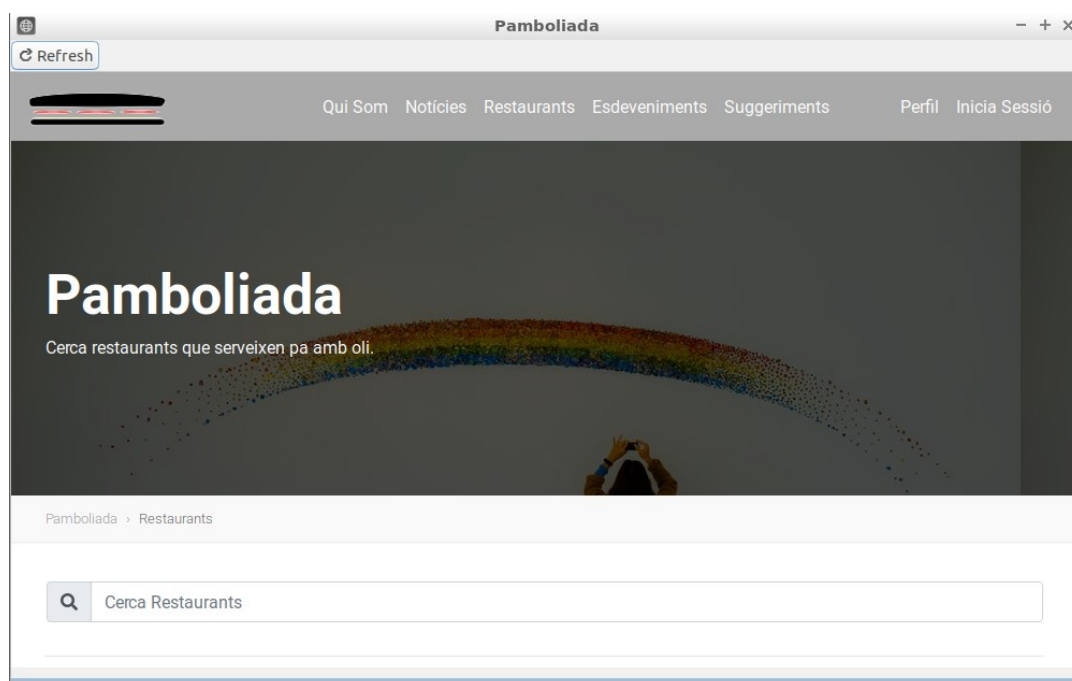 Pamboliada
Refresh
Qui Som Notícies Restaurants Esdeveniments Suggeriments Perfil Inicia Sessió
Pamboliada
Cerca restaurants que serveixen pa amb oli.
Pamboliada › Restaurants
Cerca Restaurants